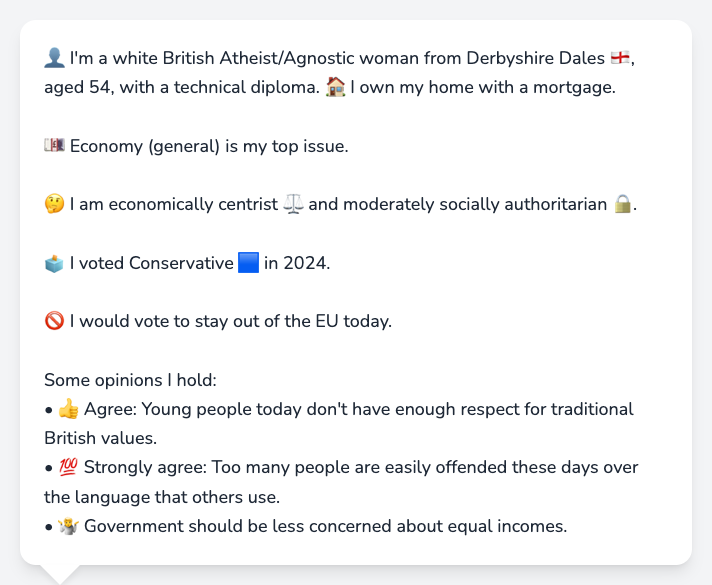 👤 I'm a white British Atheist/Agnostic woman from Derbyshire Dales 🏴󠁧󠁢󠁥󠁮󠁧󠁿,
aged 54, with a technical diploma. 🏠 I own my home with a mortgage.
💷 Economy (general) is my top issue.
🤔 I am economically centrist ⚖️ and moderately socially authoritarian 🔒.
🗳️ I voted Conservative 🟦 in 2024.
🚫 I would vote to stay out of the EU today.
Some opinions I hold:
• 👍 Agree: Young people today don't have enough respect for traditional
British values.
• 💯 Strongly agree: Too many people are easily offended these days over
the language that others use.
• 🤷 Government should be less concerned about equal incomes.